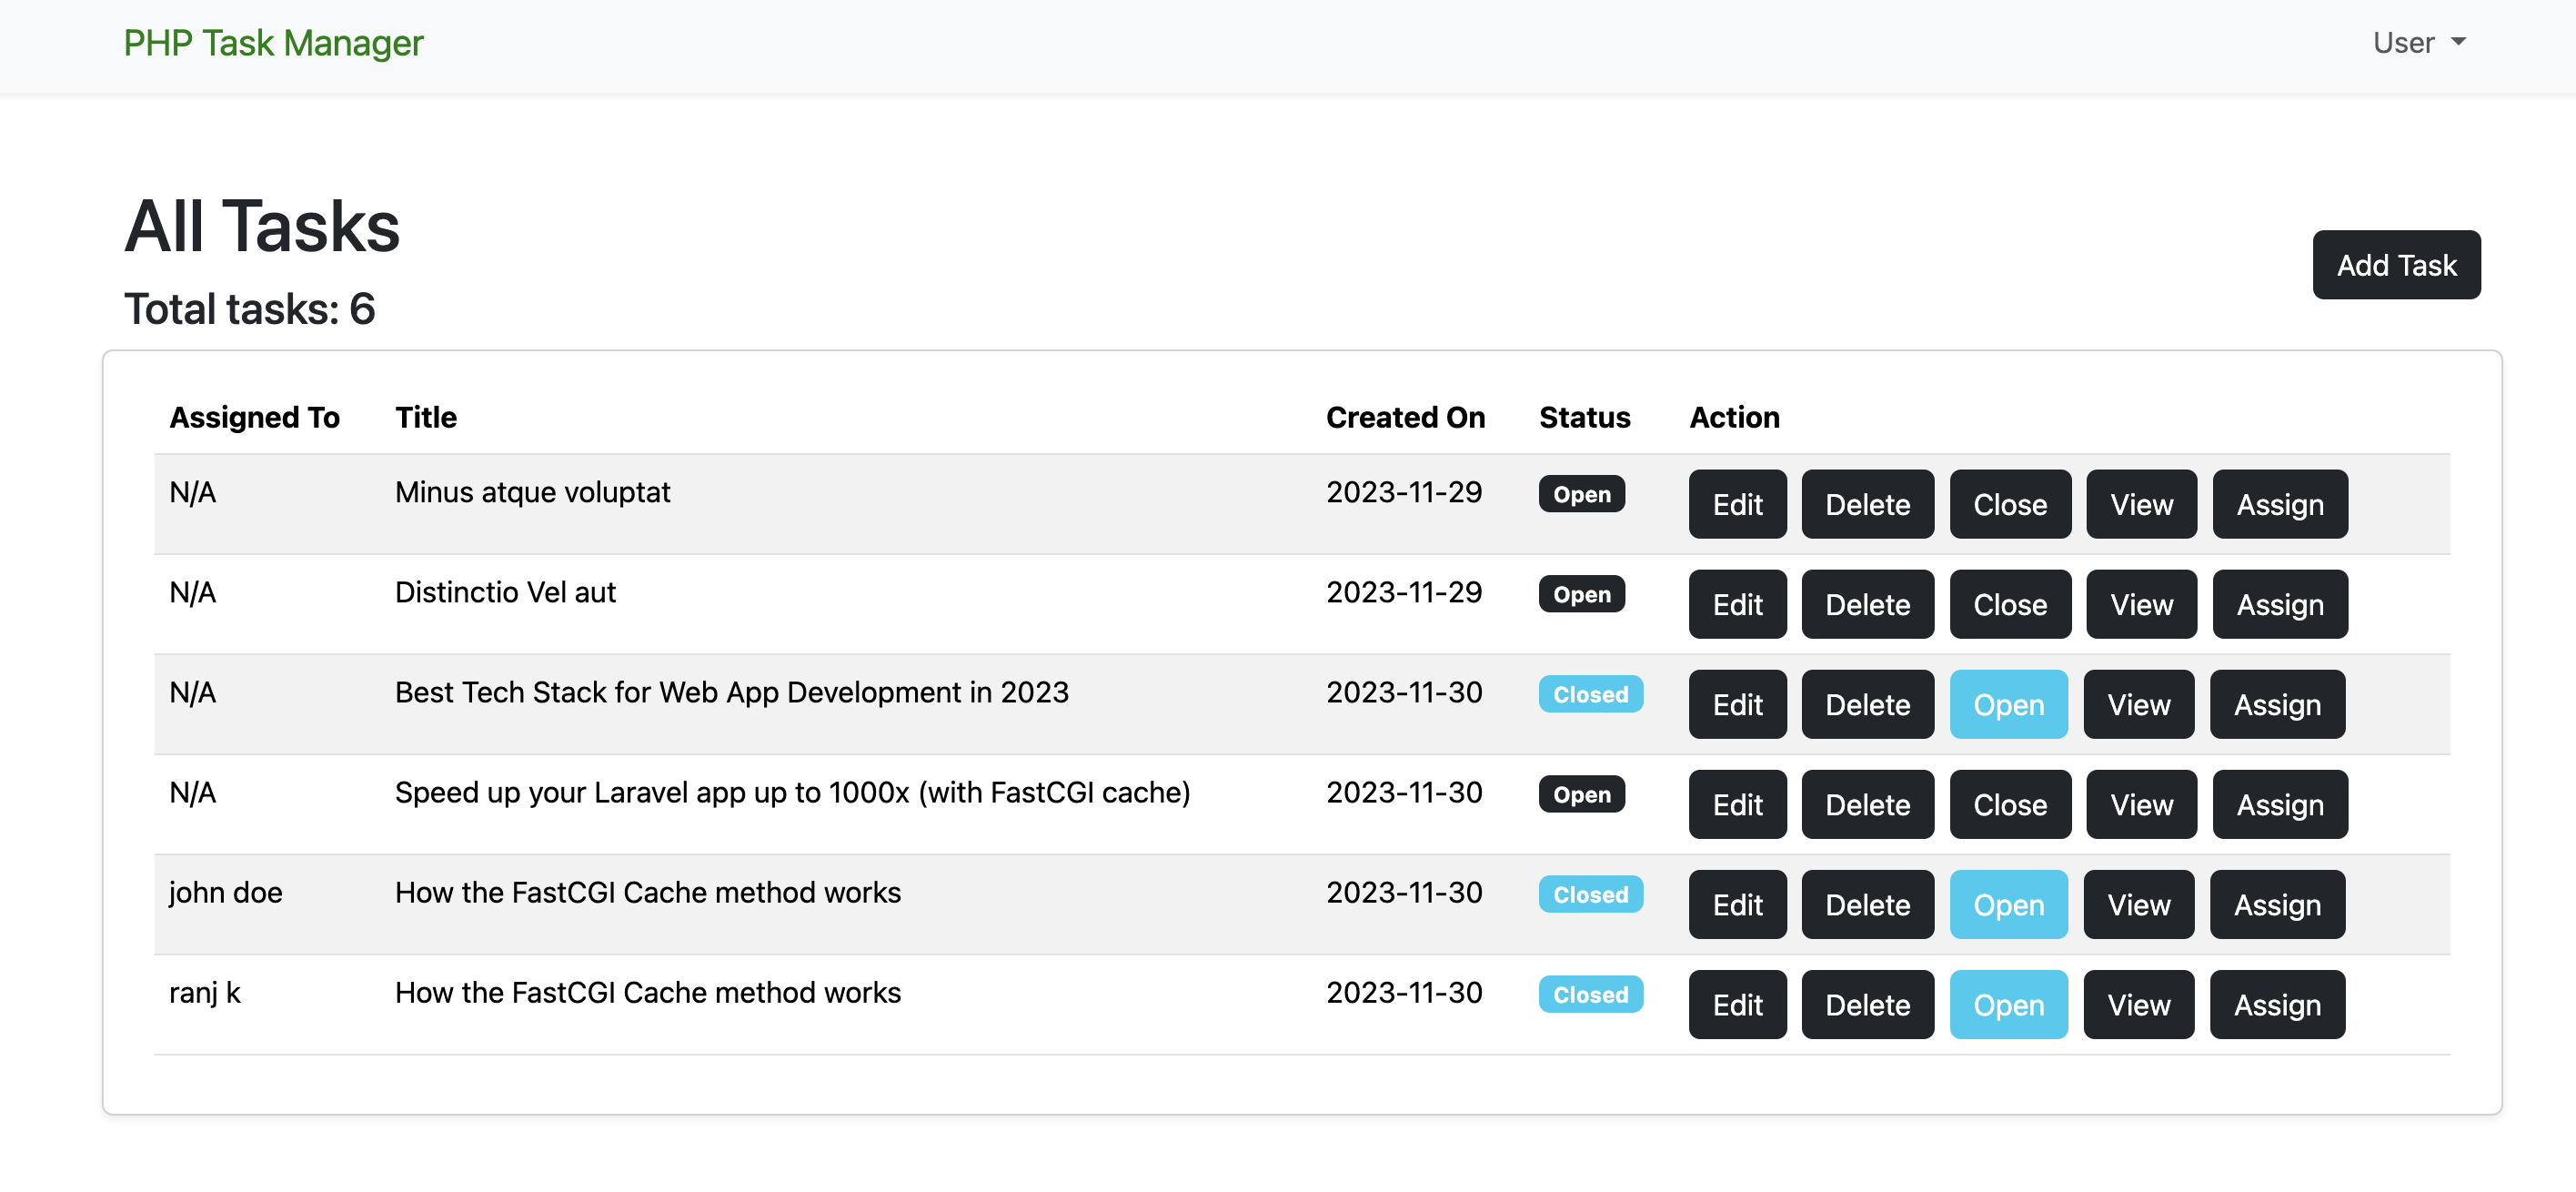 PHP Task Manager User
All Tasks
Add Task
Total tasks: 6
Assigned To Title Created On Status Action
N/A Minus atque voluptat 2023-11-29 Open Edit Delete Close View Assign
N/A Distinctio Vel aut 2023-11-29 Open Edit Delete Close View Assign
N/A Best Tech Stack for Web App Development in 2023 2023-11-30 Closed Edit Delete Open View Assign
N/A Speed up your Laravel app up to 1000x (with FastCGI cache) 2023-11-30 Open Edit Delete Close View Assign
john doe How the FastCGI Cache method works 2023-11-30 Closed Edit Delete Open View Assign
ranj k How the FastCGI Cache method works 2023-11-30 Closed Edit Delete Open View Assign